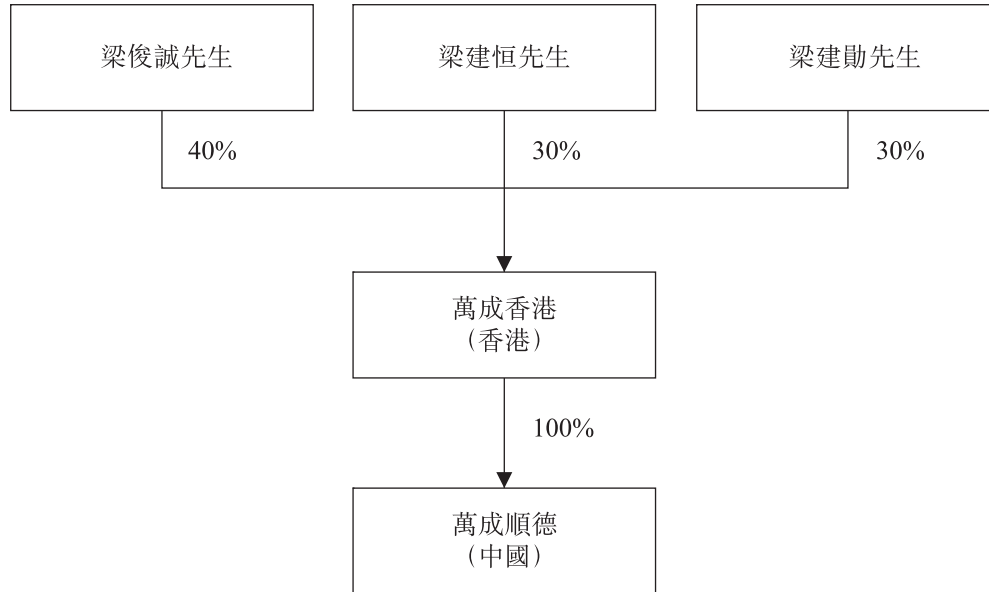 梁俊誠先生
梁建恒先生
梁建勛先生
40%
30%
30%
萬成香港
（香港）
100%
萬成順德
（中國）